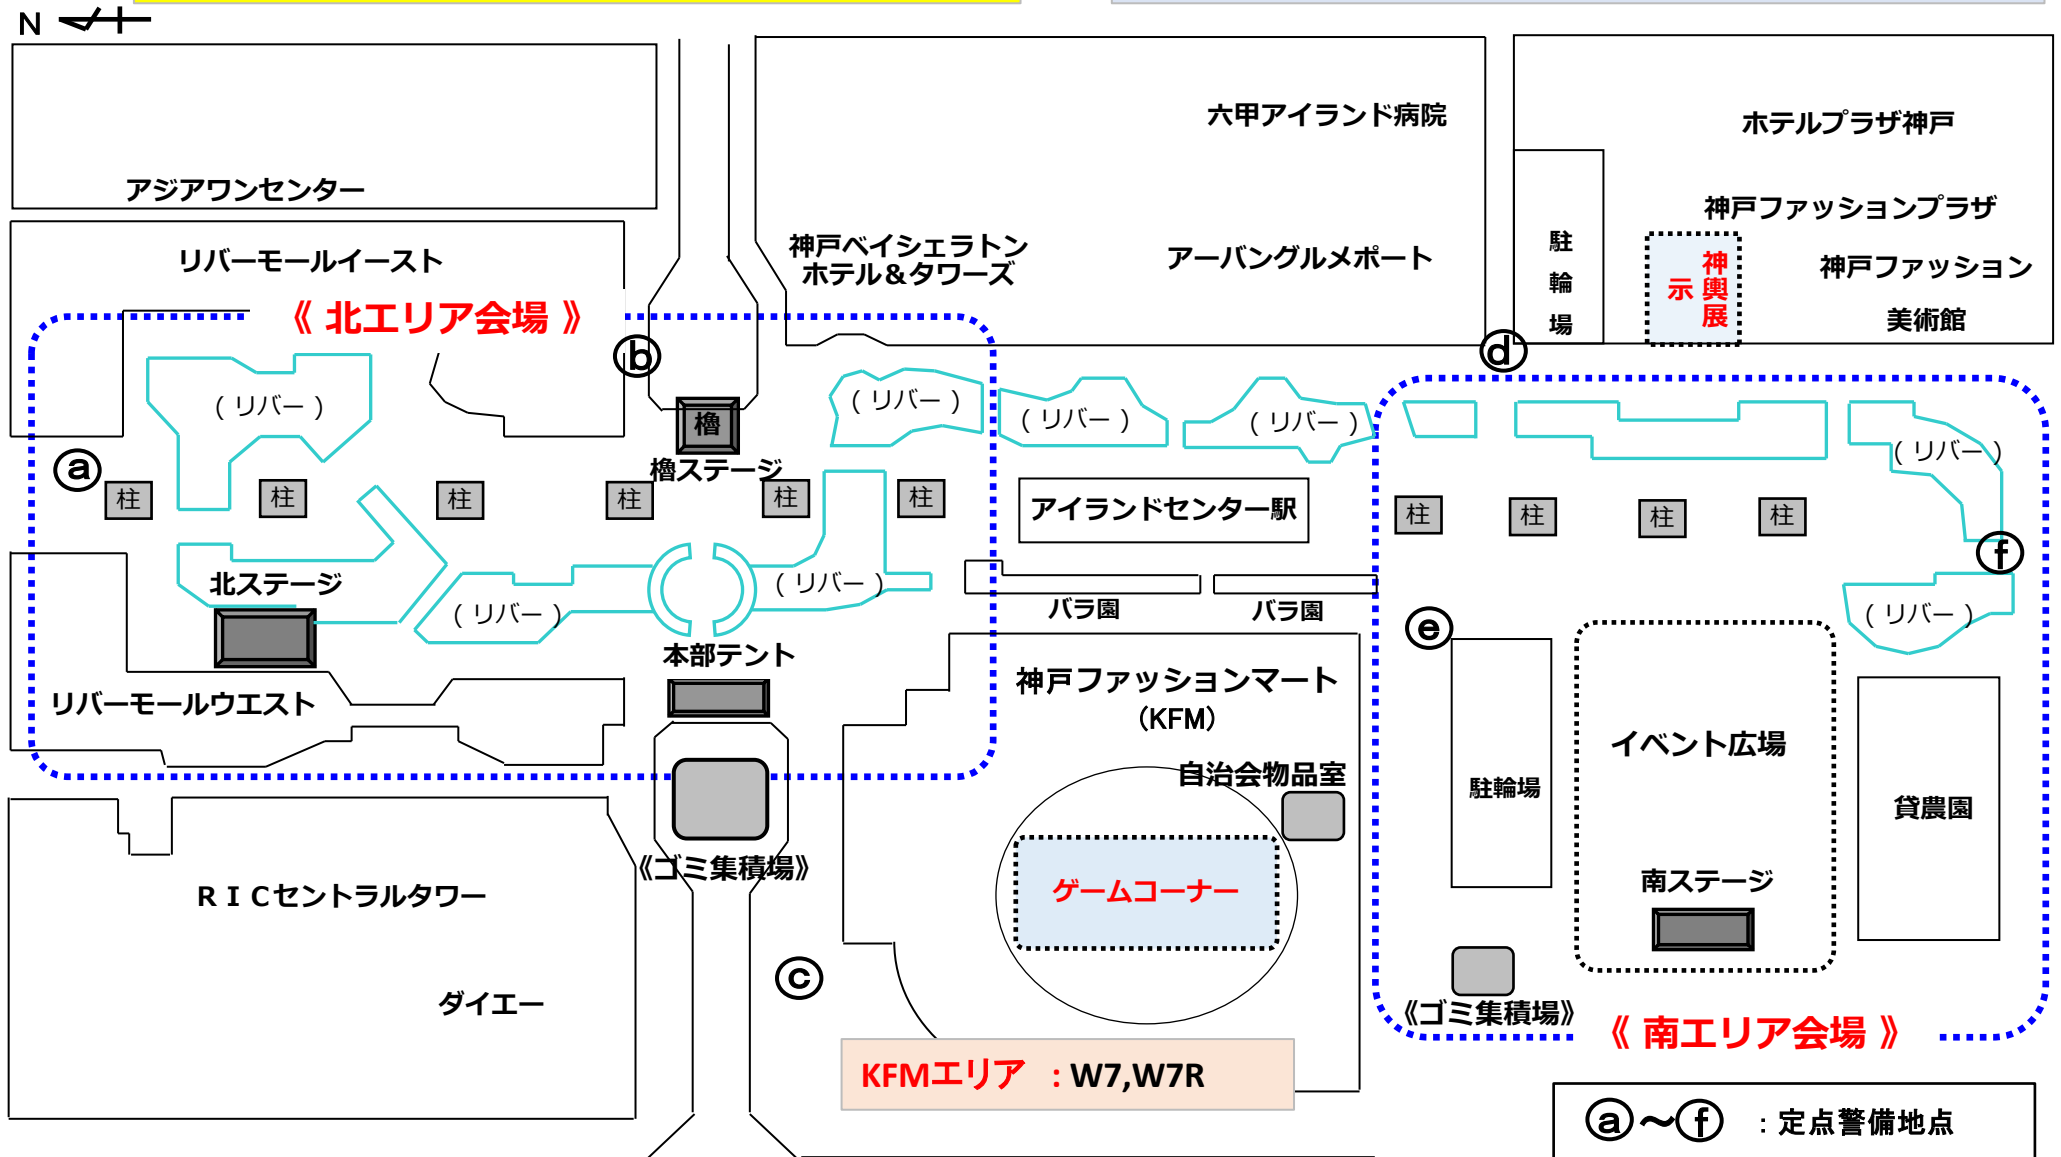 N
六甲アイランド病院
ホテルプラザ神戸
アジアワンセンター
神戸ファッションプラザ
リバーモールイースト
神戸ベイシェラトン
ホテル&タワーズ
アーバングルメポート
駐輪場
神輿展示
神戸ファッション
美術館
《 北エリア会場 》
ⓑ
ⓓ
(リバー)
(リバー)
(リバー)
(リバー)
櫓
(リバー)
ⓐ
櫓ステージ
柱
柱
柱
柱
柱
柱
アイランドセンター駅
柱
柱
柱
柱
ⓕ
北ステージ
(リバー)
(リバー)
バラ園
バラ園
(リバー)
ⓔ
本部テント
神戸ファッションマート
(KFM)
リバーモールウエスト
イベント広場
自治会物品室
駐輪場
貸農園
《ゴミ集積場》
RICセントラルタワー
ゲームコーナー
南ステージ
ⓒ
ダイエー
《ゴミ集積場》
《 南エリア会場 》
KFMエリア :W7,W7R
ⓐ~ⓕ :定点警備地点